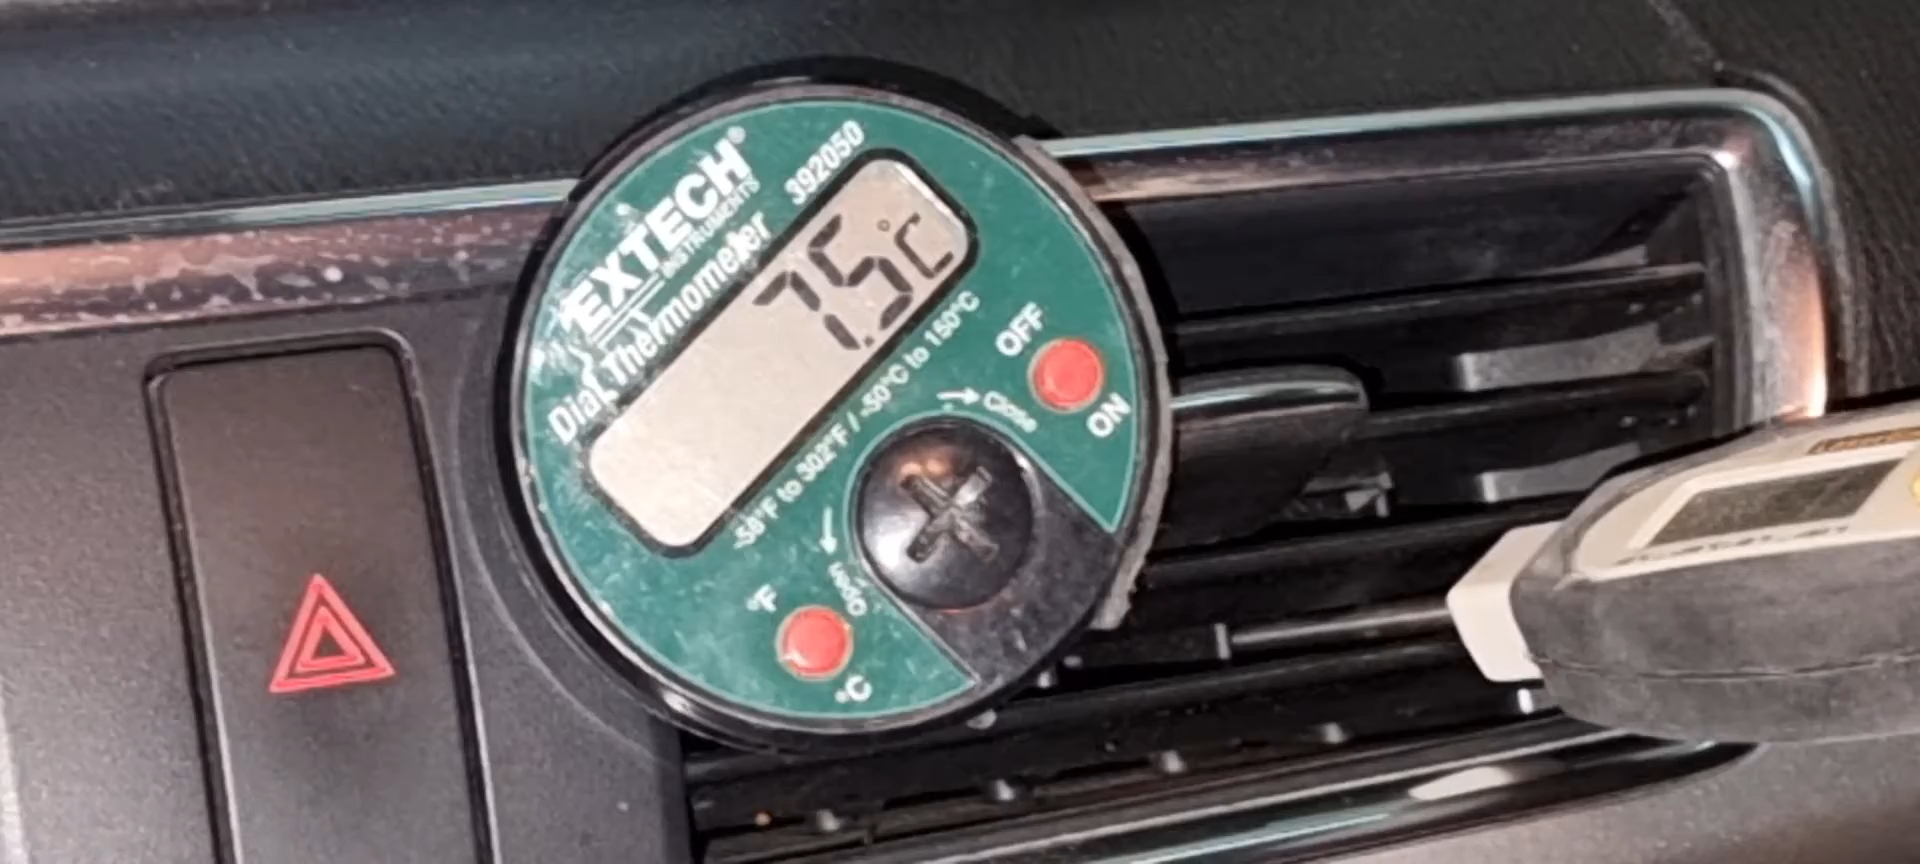 EXTECH®
INSTRUMENTS
392050
Dial Thermometer
7.5°C
-58°F to 302°F / -50°C to 150°C
OFF
ON
Close
Open
°F
°C